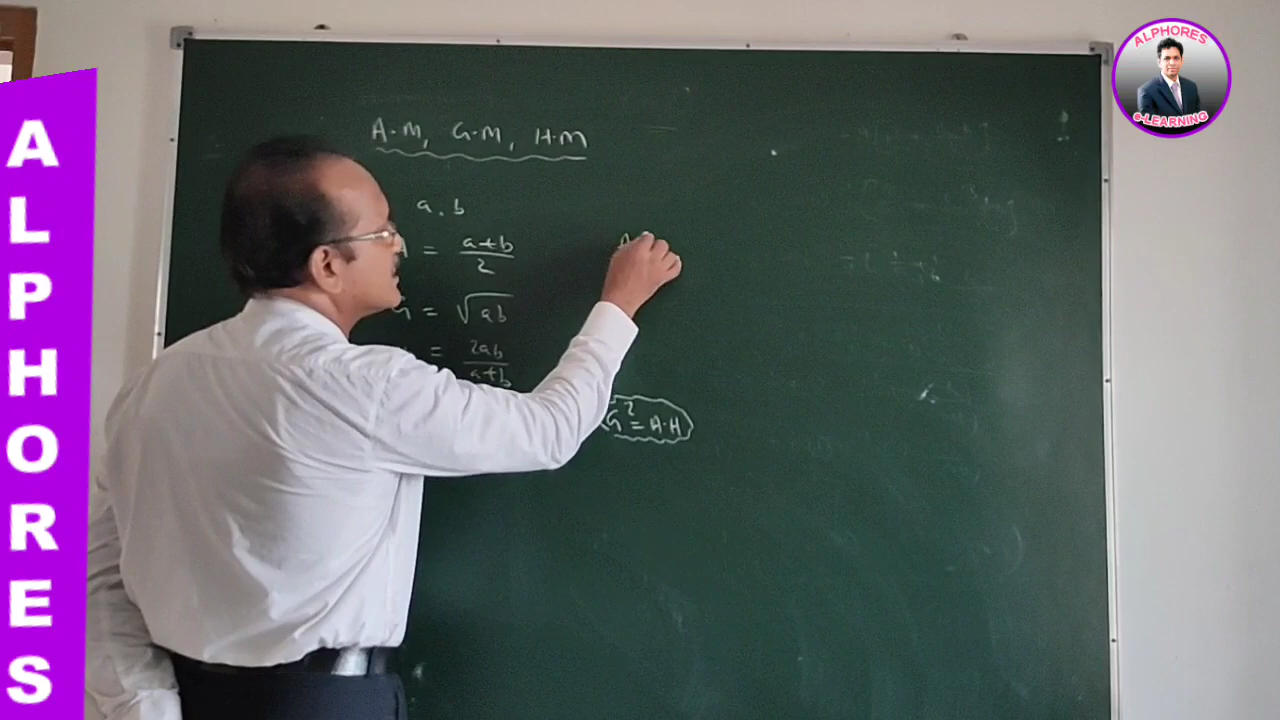 ALPHORES
ALPHORES
e-LEARNING
A.M, G.M, H.M
a, b
= a+b/2
G = √ab
= 2ab/a+b
G² = A.H